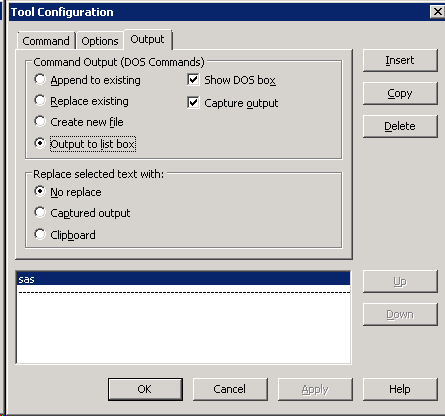 Tool Configuration
Command Options Output
Command Output (DOS Commands)
Append to existing
Show DOS box
Replace existing
Capture output
Create new file
Output to list box
Replace selected text with:
No replace
Captured output
Clipboard
Insert
Copy
Delete
sas
Up
Down
OK Cancel Apply Help